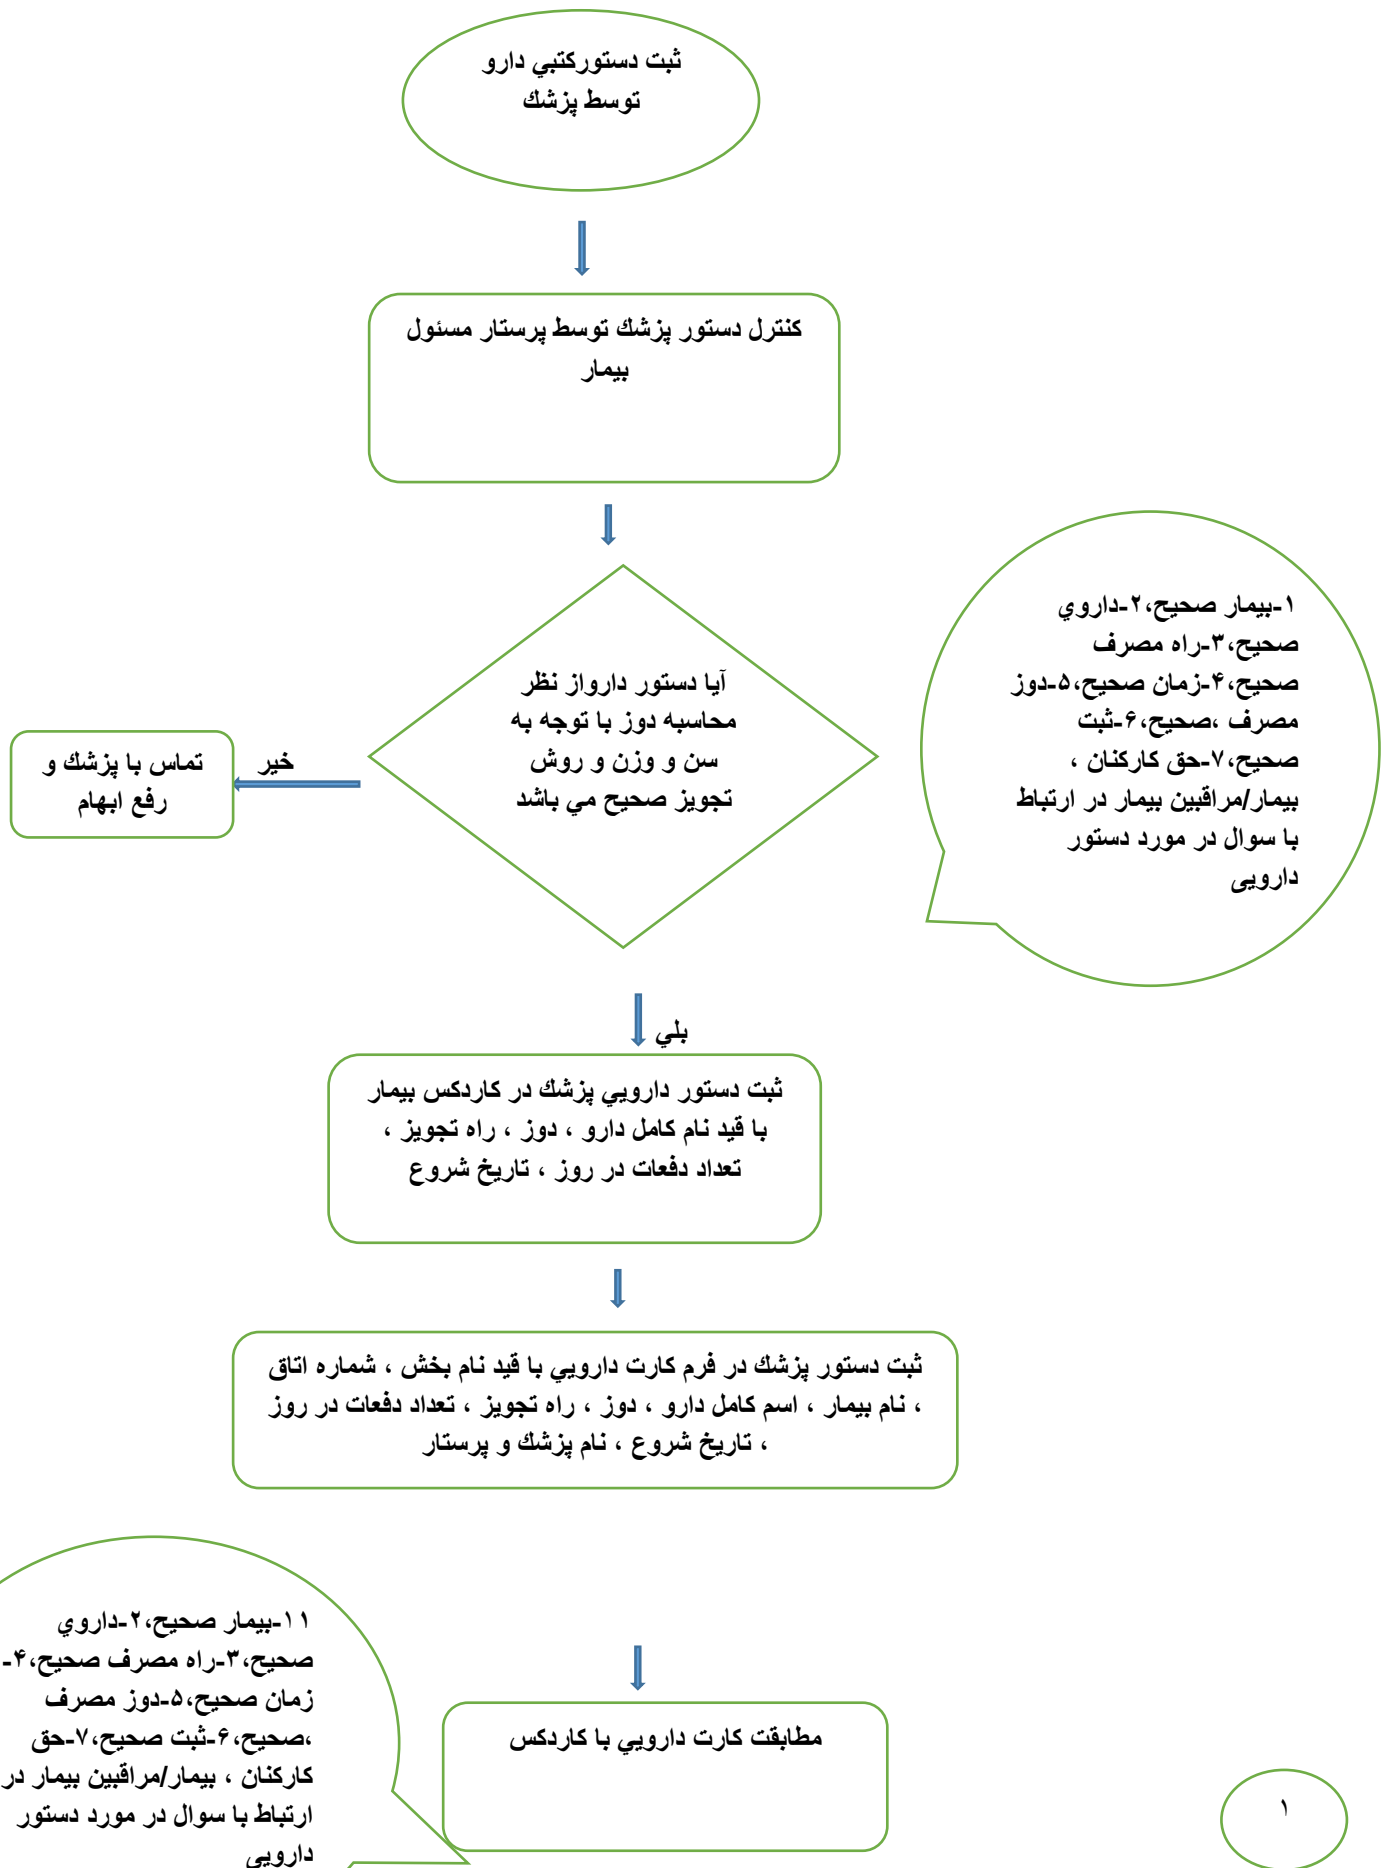 ثبت دستوركتبي دارو
توسط پزشك
كنترل دستور پزشك توسط پرستار مسئول
بيمار
۱-بيمار صحيح،۲-داروي
صحيح،۳-راه مصرف
صحيح،۴-زمان صحيح،۵-دوز
مصرف ،صحيح،۶-ثبت
صحيح،۷-حق كاركنان ،
بيمار/مراقبين بيمار در ارتباط
با سوال در مورد دستور
دارویی
آيا دستور دارواز نظر
محاسبه دوز با توجه به
سن و وزن و روش
تجويز صحيح مي باشد
خير
تماس با پزشك و
رفع ابهام
بلي
ثبت دستور دارويي پزشك در كاردكس بيمار
با قيد نام كامل دارو ، دوز ، راه تجويز ،
تعداد دفعات در روز ، تاريخ شروع
ثبت دستور پزشك در فرم كارت دارويي با قيد نام بخش ، شماره اتاق
، نام بيمار ، اسم كامل دارو ، دوز ، راه تجويز ، تعداد دفعات در روز
، تاريخ شروع ، نام پزشك و پرستار
۱۱-بيمار صحيح،۲-داروي
صحيح،۳-راه مصرف صحيح،۴-
زمان صحيح،۵-دوز مصرف
،صحيح،۶-ثبت صحيح،۷-حق
كاركنان ، بيمار/مراقبين بيمار در
ارتباط با سوال در مورد دستور
دارویی
مطابقت كارت دارويي با كاردكس
۱